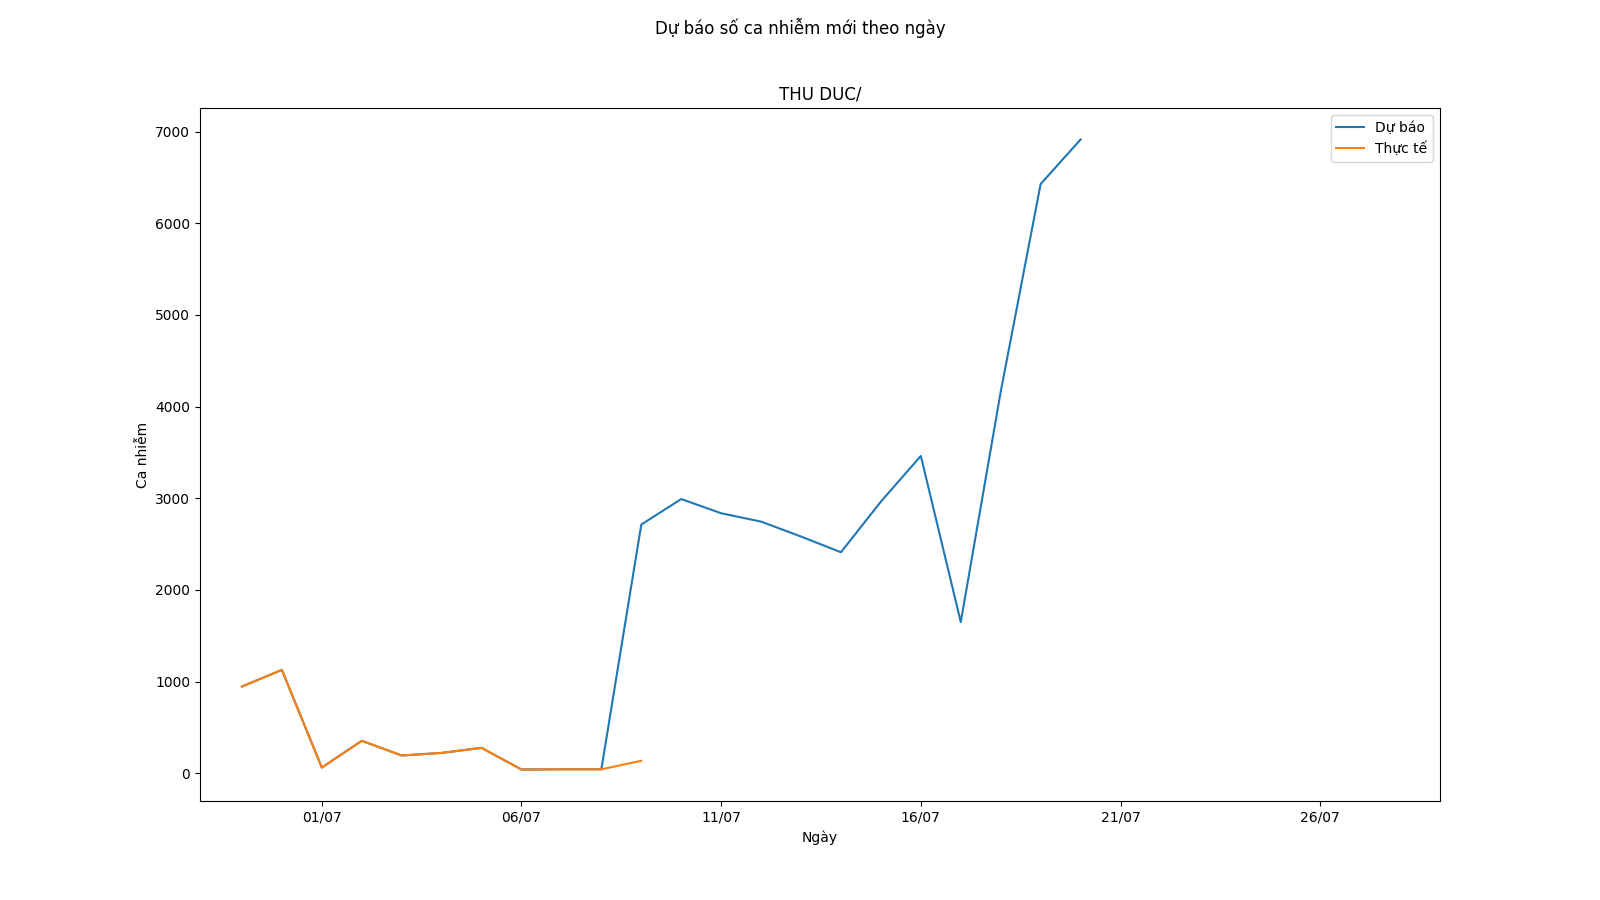 Dự báo số ca nhiễm mới theo ngày
THU DUC/
Dự báo
Thực tế
7000
6000
5000
4000
3000
2000
1000
0
Ca nhiễm
01/07
06/07
11/07
16/07
21/07
26/07
Ngày